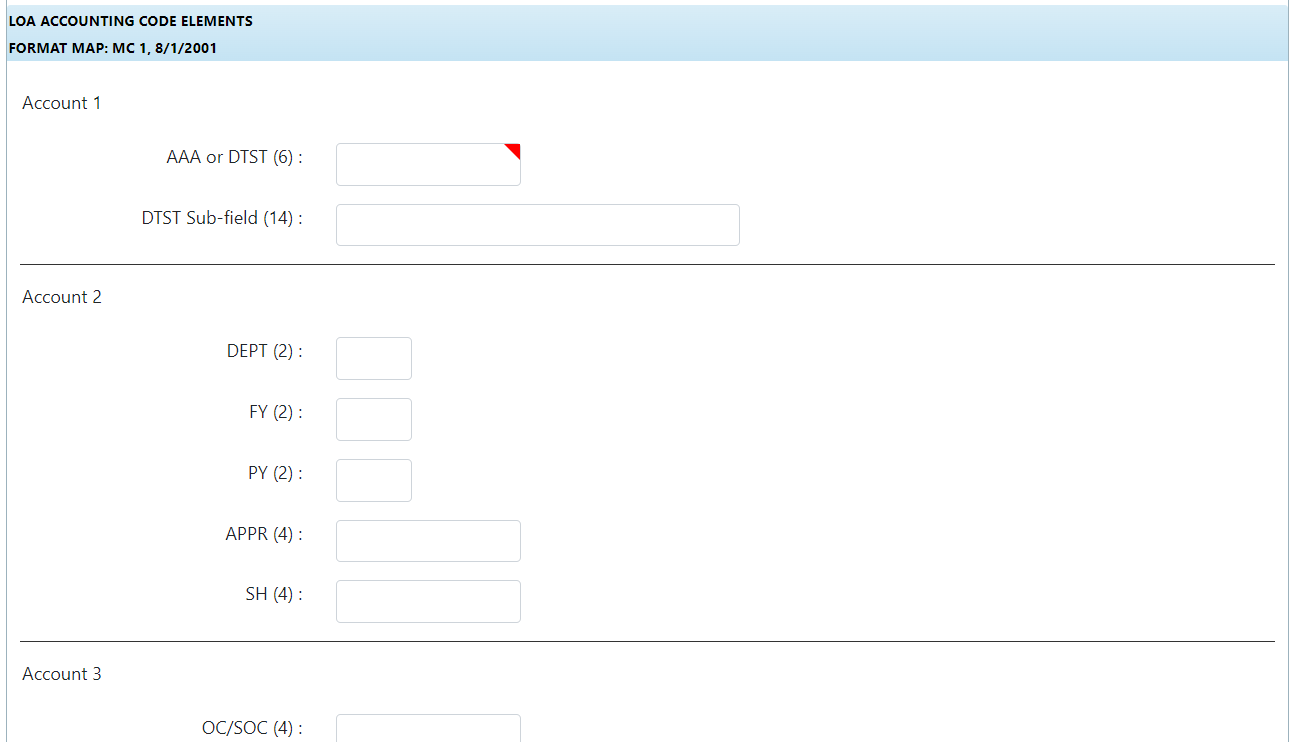 LOA ACCOUNTING CODE ELEMENTS
FORMAT MAP: MC 1, 8/1/2001
Account 1
AAA or DTST (6) :
DTST Sub-field (14) :
Account 2
DEPT (2) :
FY (2) :
PY (2) :
APPR (4) :
SH (4) :
Account 3
OC/SOC (4) :